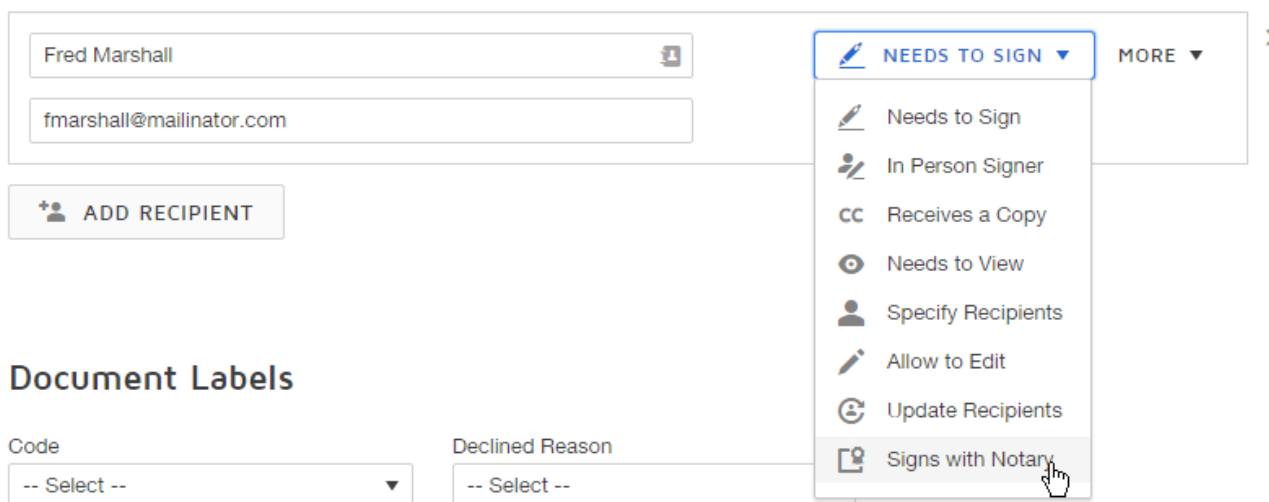 Fred Marshall
NEEDS TO SIGN
MORE
fmarshall@mailinator.com
Needs to Sign
In Person Signer
CC Receives a Copy
Needs to View
Specify Recipients
Allow to Edit
Update Recipients
Signs with Notary
ADD RECIPIENT
Document Labels
Code
Declined Reason
-- Select --
-- Select --